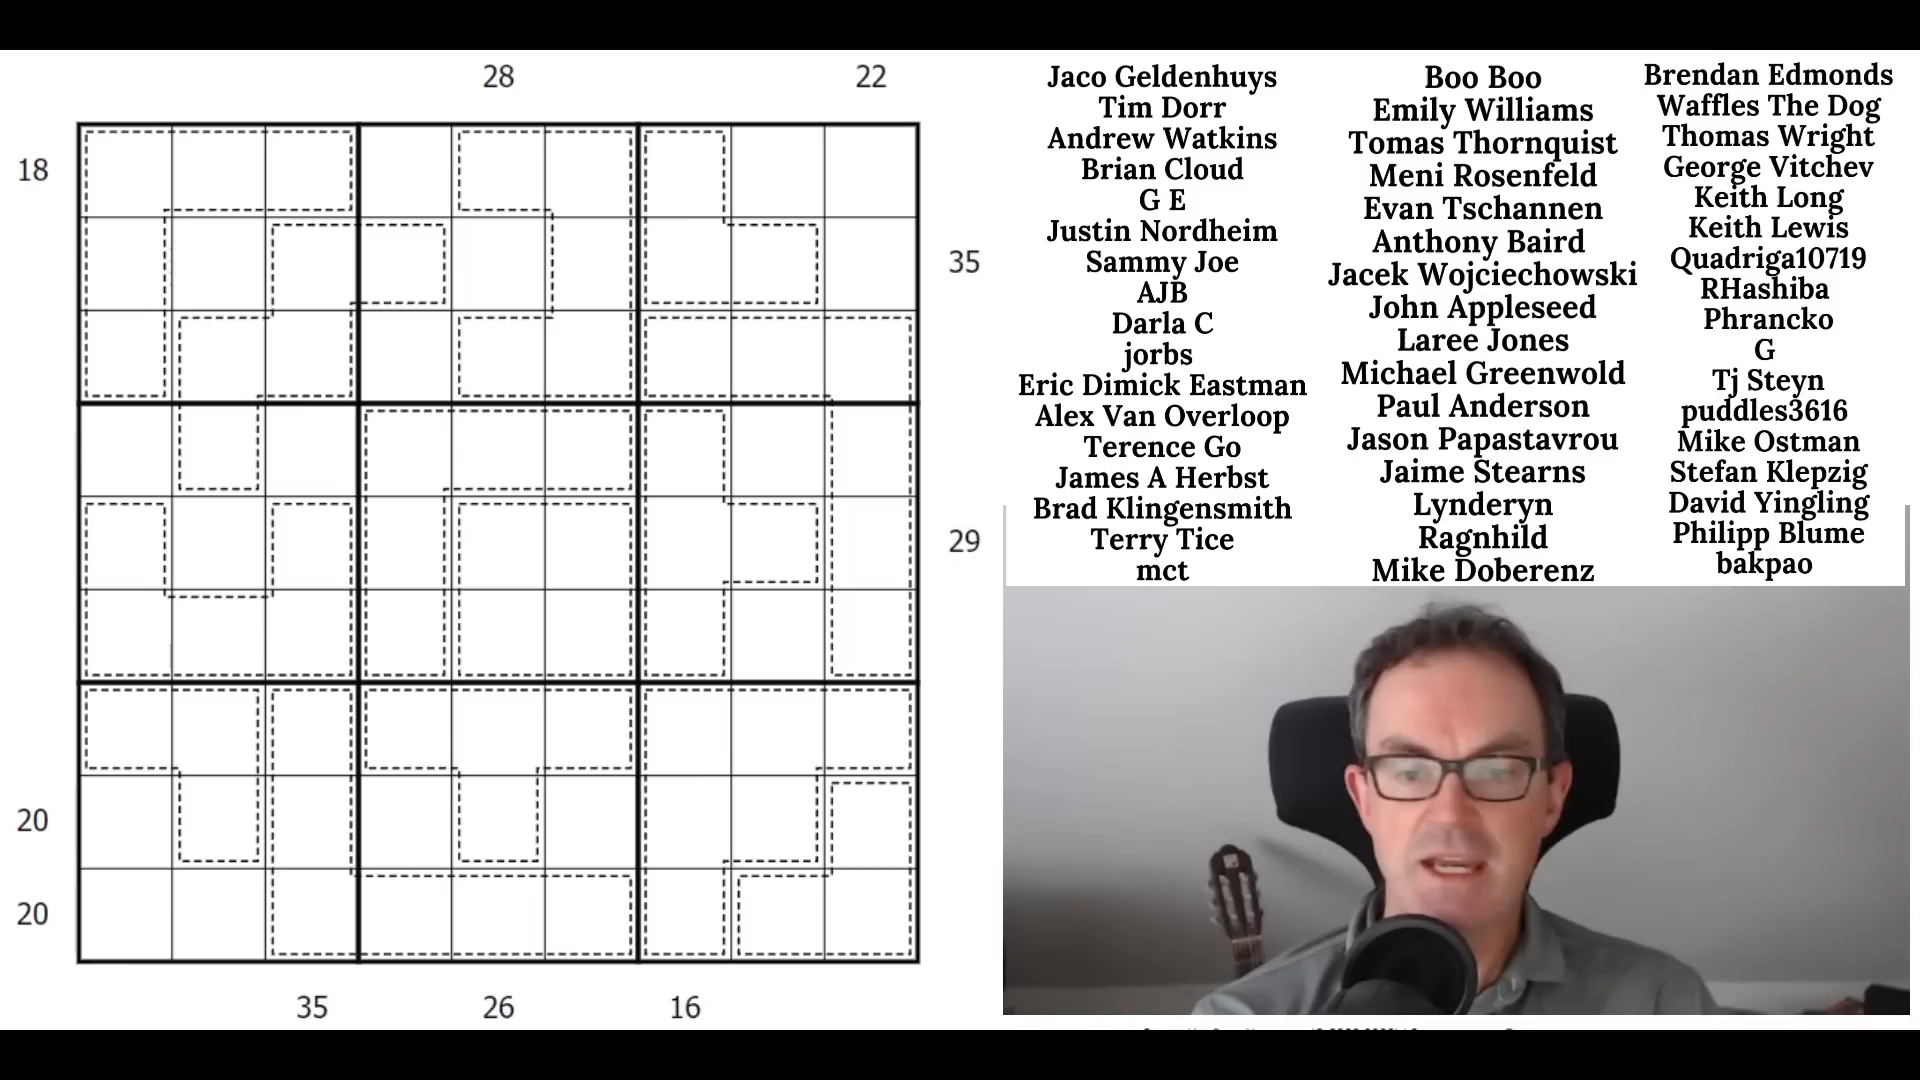 28 22
18
35
29
20
20
35 26 16
Jaco Geldenhuys
Tim Dorr
Andrew Watkins
Brian Cloud
G E
Justin Nordheim
Sammy Joe
AJB
Darla C
jorbs
Eric Dimick Eastman
Alex Van Overloop
Terence Go
James A Herbst
Brad Klingensmith
Terry Tice
mct
Boo Boo
Emily Williams
Tomas Thornquist
Meni Rosenfeld
Evan Tschannen
Anthony Baird
Jacek Wojciechowski
John Appleseed
Laree Jones
Michael Greenwold
Paul Anderson
Jason Papastavrou
Jaime Stearns
Lynderyn
Ragnhild
Mike Doberenz
Brendan Edmonds
Waffles The Dog
Thomas Wright
George Vitchev
Keith Long
Keith Lewis
Quadriga10719
RHashiba
Phrancko
G
Tj Steyn
puddles3616
Mike Ostman
Stefan Klepzig
David Yingling
Philipp Blume
bakpao